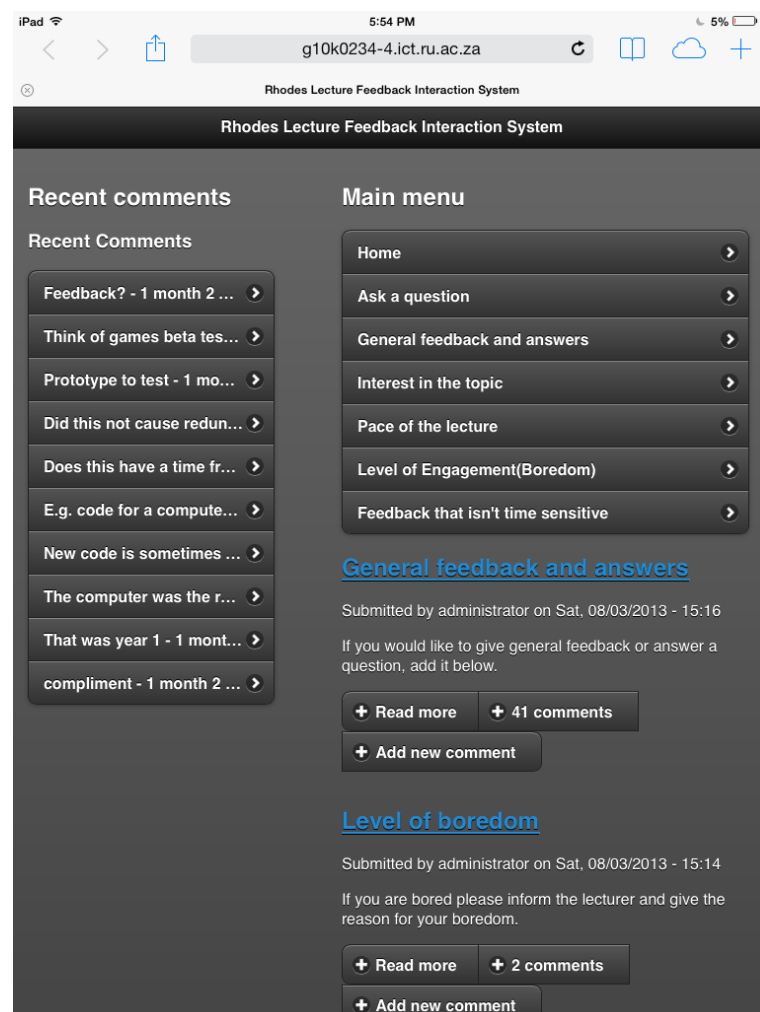 iPad 5:54 PM 5%
g10k0234-4.ict.ru.ac.za
Rhodes Lecture Feedback Interaction System
Rhodes Lecture Feedback Interaction System
Recent comments
Recent Comments
Feedback? - 1 month 2 ...
Think of games beta tes...
Prototype to test - 1 mo...
Did this not cause redun...
Does this have a time fr...
E.g. code for a compute...
New code is sometimes ...
The computer was the r...
That was year 1 - 1 mont...
compliment - 1 month 2 ...
Main menu
Home
Ask a question
General feedback and answers
Interest in the topic
Pace of the lecture
Level of Engagement(Boredom)
Feedback that isn't time sensitive
General feedback and answers
Submitted by administrator on Sat, 08/03/2013 - 15:16
If you would like to give general feedback or answer a
question, add it below.
Read more 41 comments
Add new comment
Level of boredom
Submitted by administrator on Sat, 08/03/2013 - 15:14
If you are bored please inform the lecturer and give the
reason for your boredom.
Read more 2 comments
Add new comment